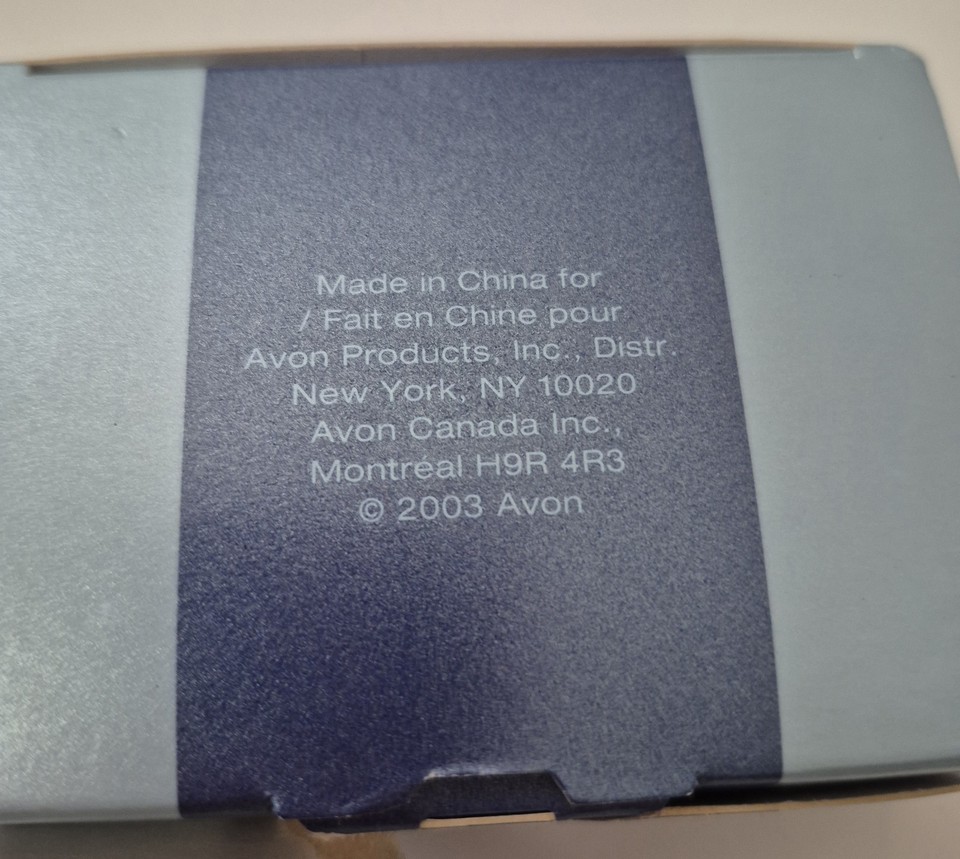 Made in China for
/ Fait en Chine pour
Avon Products, Inc., Distr.
New York, NY 10020
Avon Canada Inc.,
Montréal H9R 4R3
© 2003 Avon